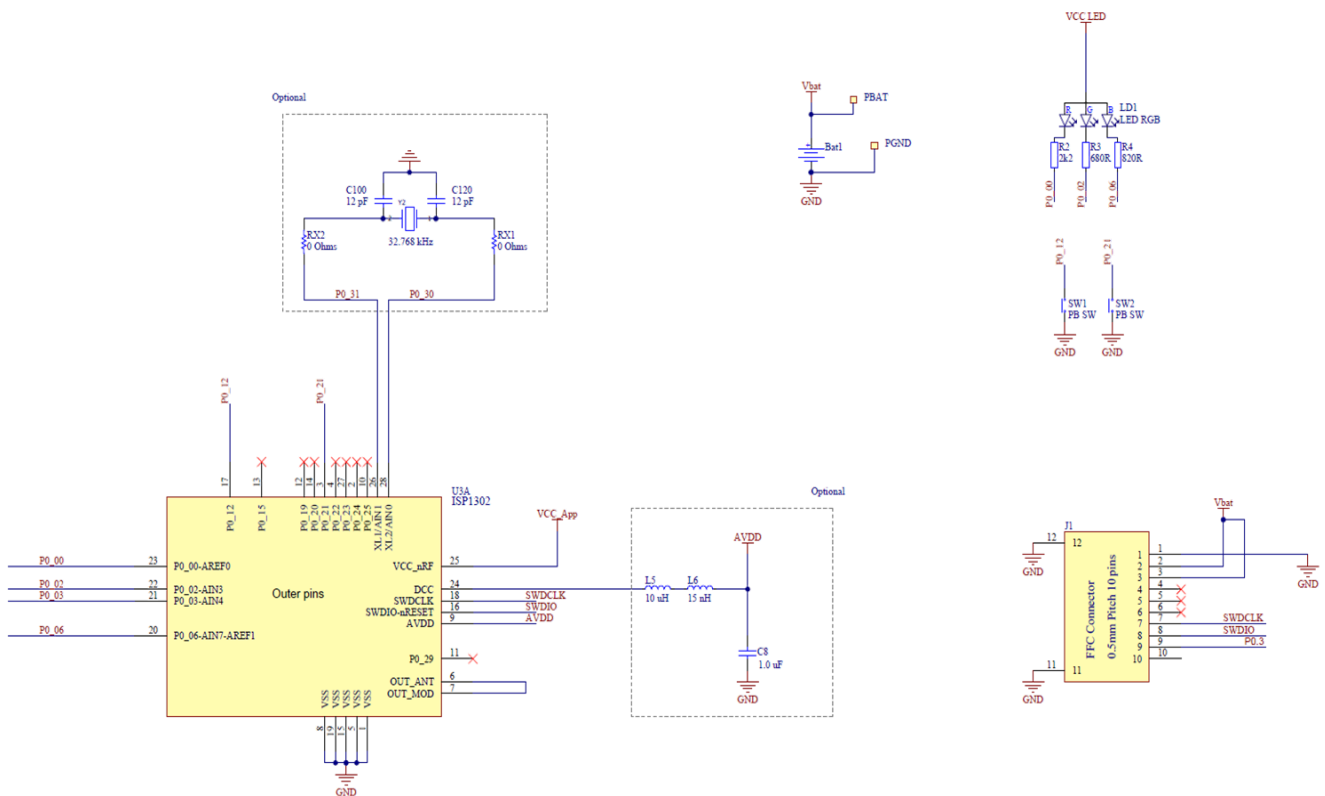 VCC LED
Optional
Vbat
PBAT
PGND
Bat1
GND
R
G
B
LD1
LED RGB
R2
2k2
R3
680R
R4
820R
P0_00
P0_02
P0_06
C100
12 pF
C120
12 pF
Y2
2
1
32.768 kHz
RX2
0 Ohms
RX1
0 Ohms
P0_31
P0_30
P0_12
P0_21
SW1
PB SW
SW2
PB SW
GND
GND
P0_12
P0_21
17
13
12
14
3
4
27
2
10
26
28
U3A
ISP1302
P0_12
P0_15
P0_19
P0_20
P0_21
P0_22
P0_23
P0_24
P0_25
XL1/AIN1
XL2/AIN0
VCC_App
Optional
AVDD
P0_00
23
P0_00-AREF0
P0_02
22
P0_02-AIN3
P0_03
21
P0_03-AIN4
P0_06
20
P0_06-AIN7-AREF1
Outer pins
VCC_nRF
25
DCC
24
SWDCLK
18
SWDCLK
SWDIO-nRESET
16
SWDIO
AVDD
9
AVDD
P0_29
11
OUT_ANT
6
OUT_MOD
7
VSS
VSS
VSS
VSS
VSS
8
19
15
5
1
GND
L5
10 uH
L6
15 nH
C8
1.0 uF
GND
Vbat
J1
12
12
GND
11
11
GND
FFC Connector
0.5mm Pitch 10 pins
1
1
2
2
3
3
4
4
5
5
6
6
7
7
SWDCLK
8
8
SWDIO
9
9
P0.3
10
10
GND